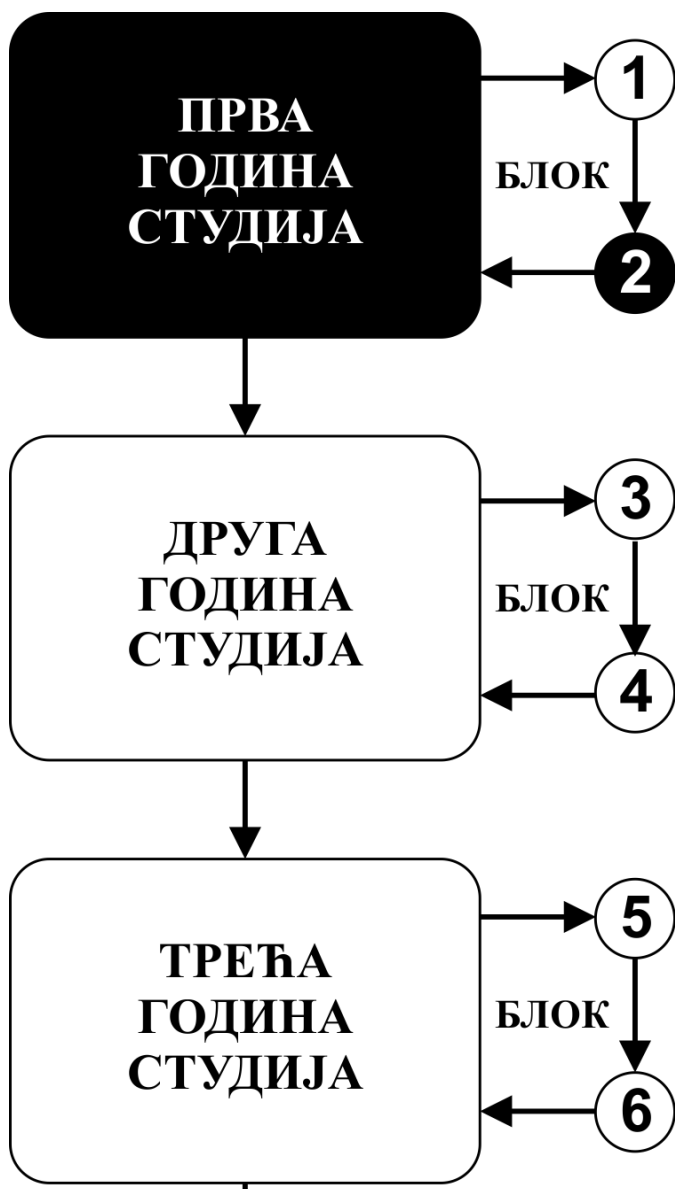 ПРВА
ГОДИНА
СТУДИЈА
1
БЛОК
2
ДРУГА
ГОДИНА
СТУДИЈА
3
БЛОК
4
ТРЕЋА
ГОДИНА
СТУДИЈА
5
БЛОК
6